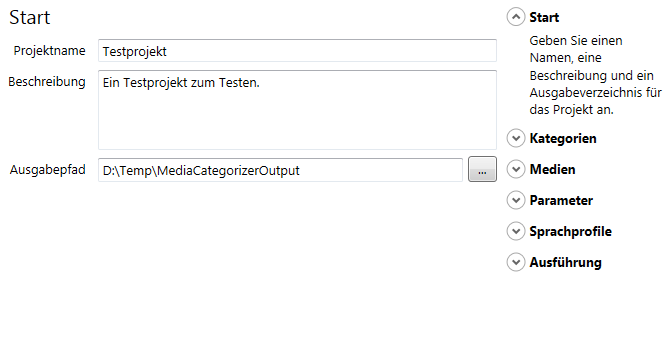 Start
Projektname
Testprojekt
Beschreibung
Ein Testprojekt zum Testen.
Ausgabepfad
D:\Temp\MediaCategorizerOutput
...
Start
Geben Sie einen
Namen, eine
Beschreibung und ein
Ausgabeverzeichnis für
das Projekt an.
Kategorien
Medien
Parameter
Sprachprofile
Ausführung